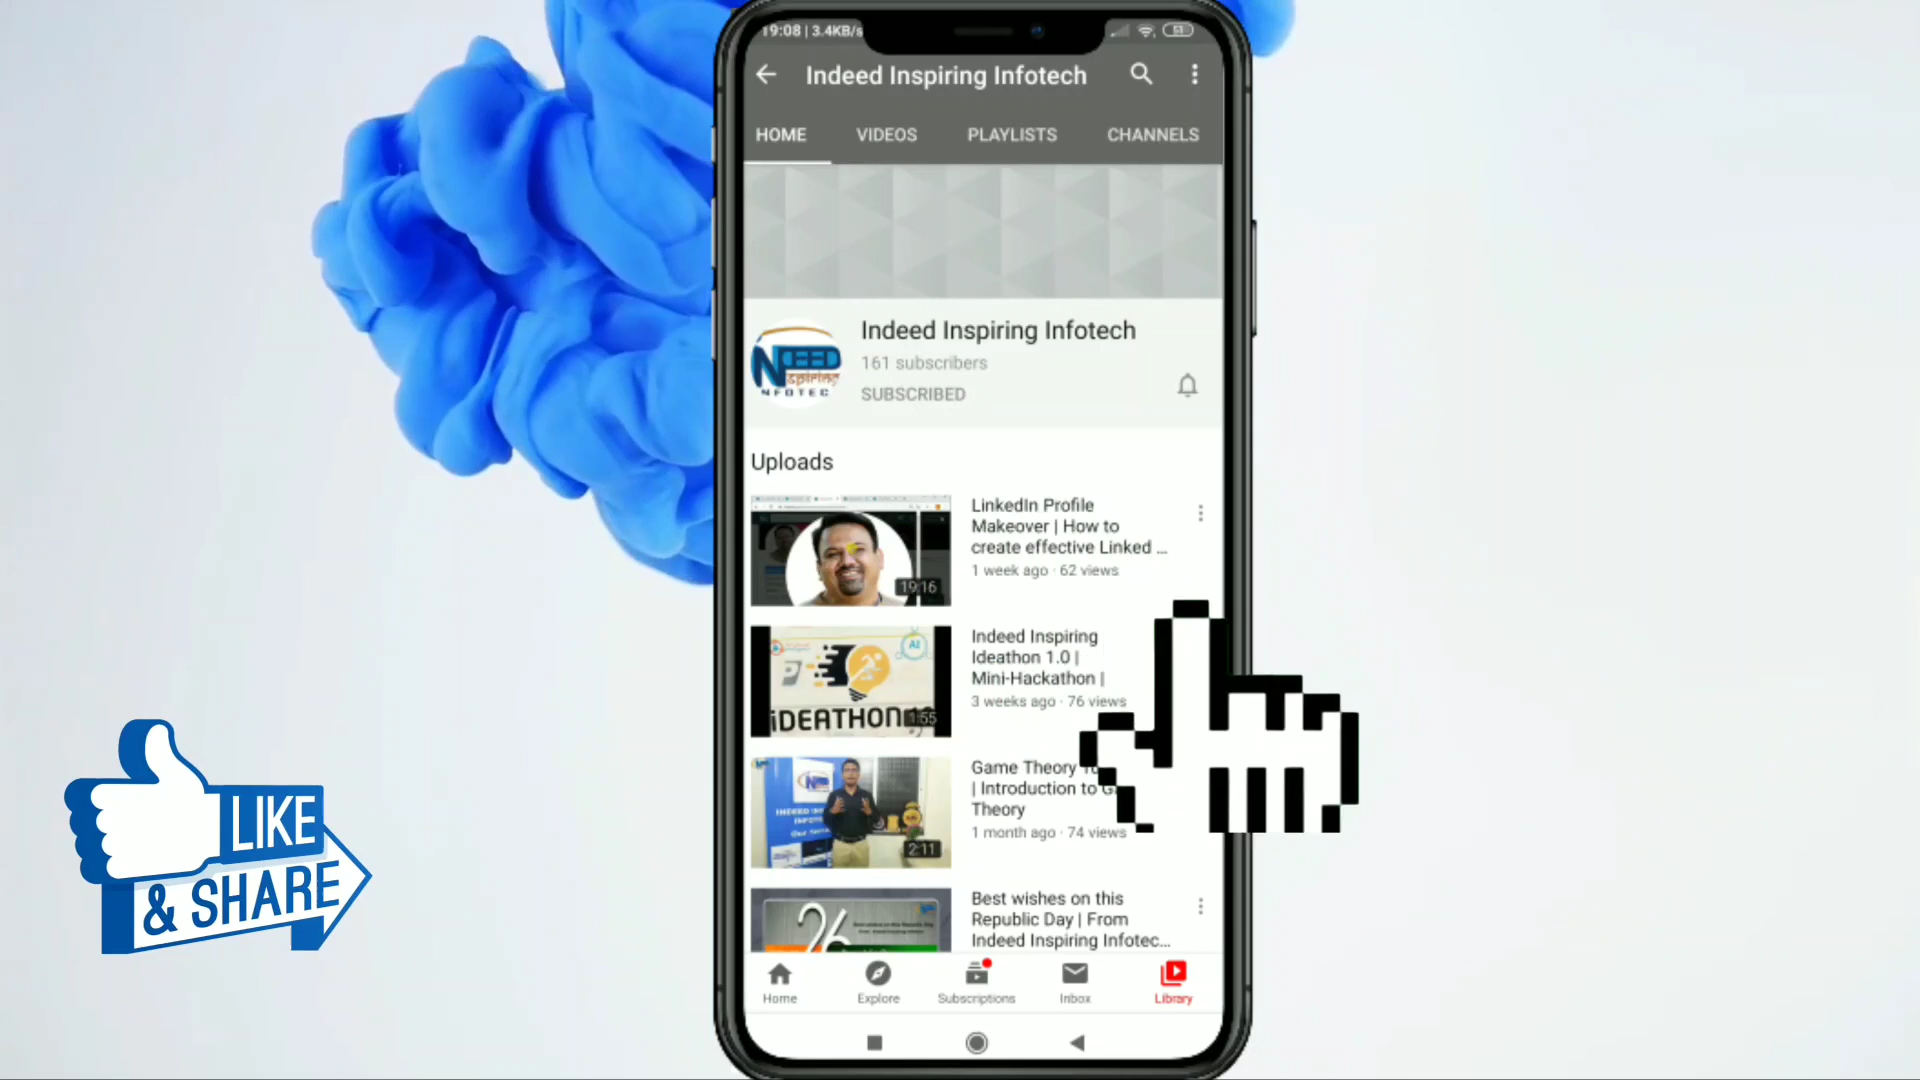 19:08 | 3.4KB/s
Indeed Inspiring Infotech
HOME VIDEOS PLAYLISTS CHANNELS
Indeed Inspiring Infotech
161 subscribers
SUBSCRIBED
Uploads
LinkedIn Profile
Makeover | How to
create effective Linked ...
1 week ago · 62 views
19:16
Indeed Inspiring
Ideathon 1.0 |
Mini-Hackathon |
3 weeks ago · 76 views
AI
iDEATHON
1:55
Game Theory
| Introduction to
Theory
1 month ago · 74 views
2:11
Best wishes on this
Republic Day | From
Indeed Inspiring Infotec...
26
Home Explore Subscriptions Inbox Library
LIKE
& SHARE